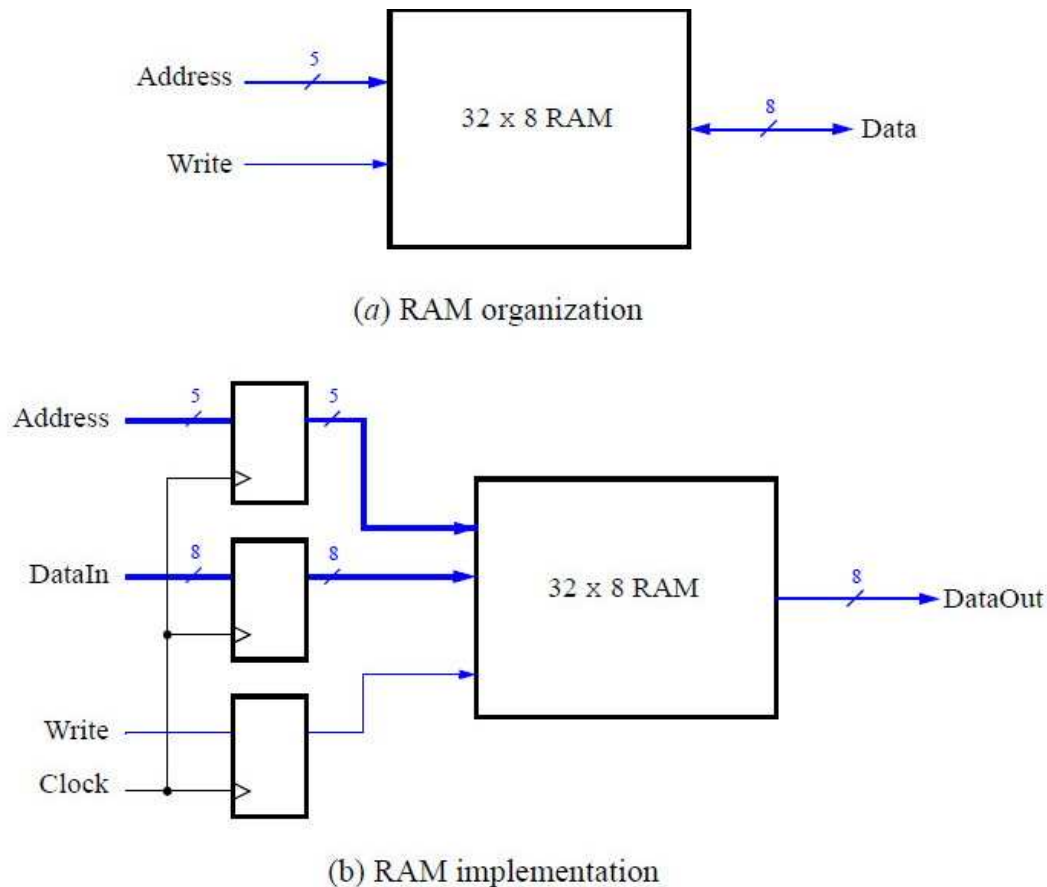 5
Address
8
32 x 8 RAM
Data
Write
(a) RAM organization
5
5
Address
8
8
DataIn
32 x 8 RAM
8
DataOut
Write
Clock
(b) RAM implementation